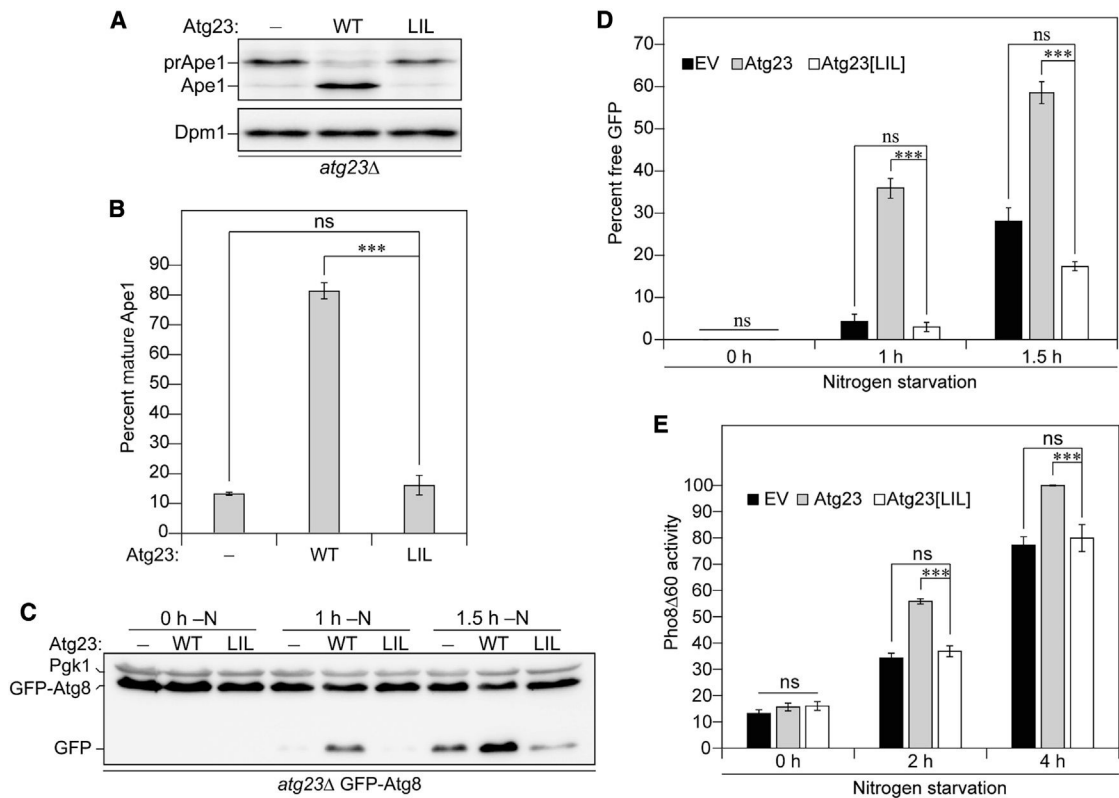 A
Atg23: – WT LIL
prApe1
Ape1
Dpm1
atg23Δ
B
ns
***
Percent mature Ape1
90
80
70
60
50
40
30
20
10
0
Atg23: – WT LIL
C
0 h –N 1 h –N 1.5 h –N
Atg23: – WT LIL – WT LIL – WT LIL
Pgk1
GFP-Atg8
GFP
atg23Δ GFP-Atg8
D
Percent free GFP
70
60
50
40
30
20
10
0
EV Atg23 Atg23[LIL]
ns
ns
***
ns
***
0 h 1 h 1.5 h
Nitrogen starvation
E
Pho8Δ60 activity
100
90
80
70
60
50
40
30
20
10
0
EV Atg23 Atg23[LIL]
ns
ns
***
ns
***
0 h 2 h 4 h
Nitrogen starvation